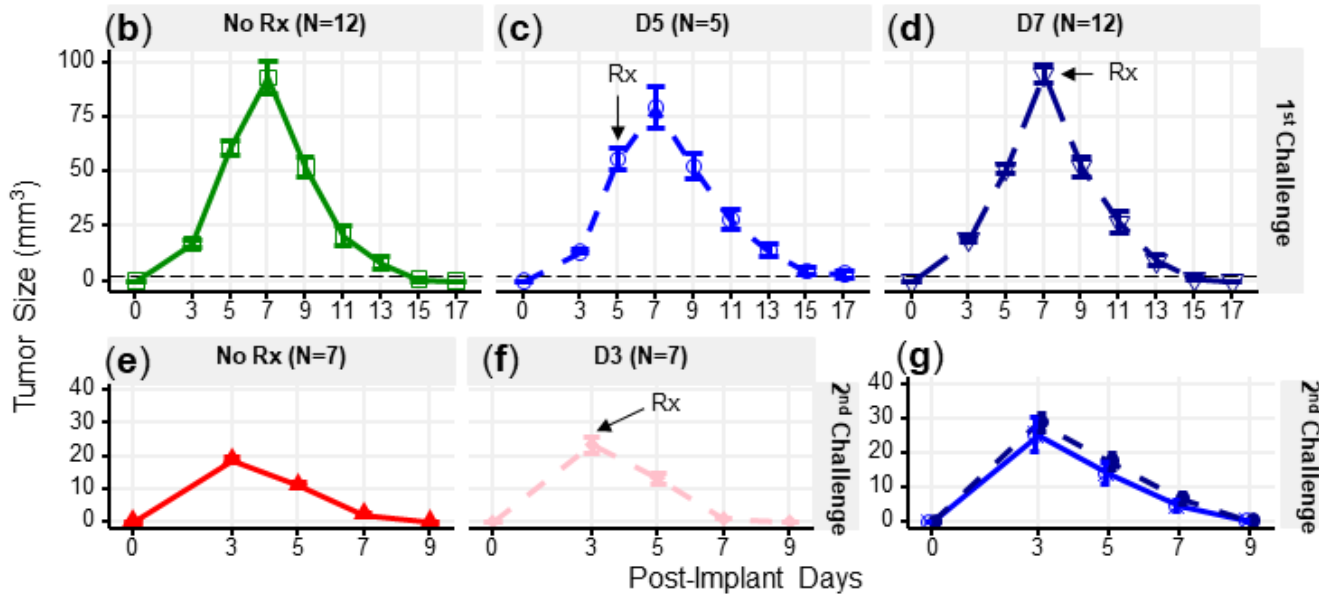 (b) No Rx (N=12)
(c) D5 (N=5)
(d) D7 (N=12)
100
75
50
25
0
Rx
Rx
0 3 5 7 9 11 13 15 17
0 3 5 7 9 11 13 15 17
0 3 5 7 9 11 13 15 17
1st Challenge
Tumor Size (mm³)
(e) No Rx (N=7)
(f) D3 (N=7)
(g)
40
30
20
10
0
Rx
40
30
20
10
0
0 3 5 7 9
0 3 5 7 9
0 3 5 7 9
2nd Challenge
2nd Challenge
Post-Implant Days